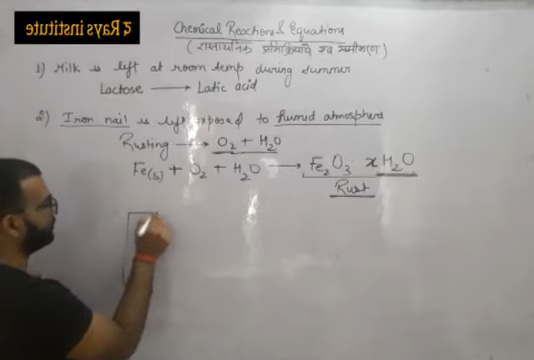 Z Rays institute
Chemical Reactions & Equations
(रासायनिक अभिक्रियाएँ एवं समीकरण)
1) Milk is left at room temp during summer.
Lactose ⟶ Latic acid
2) Iron nail is left exposed to humid atmosphere
Rusting ⟶ O₂ + H₂O
Fe(s) + O₂ + H₂O ⟶ Fe₂O₃ xH₂O
Rust